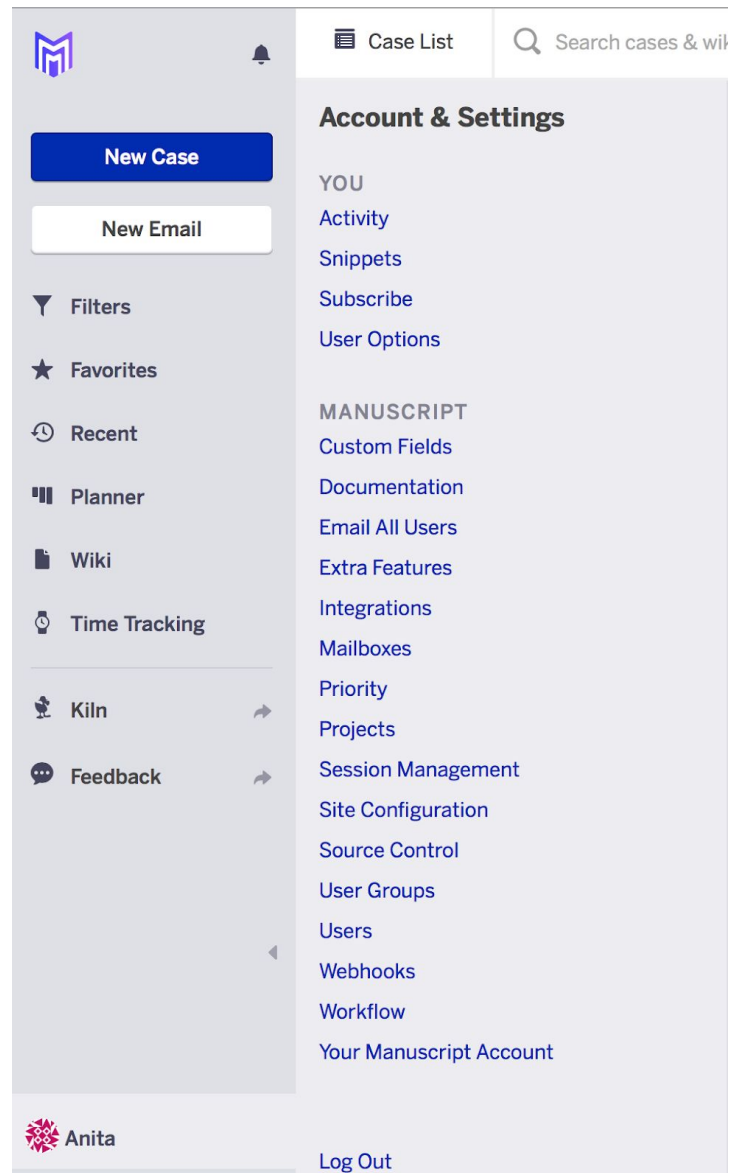 Case List
Search cases & wik
New Case
New Email
Filters
Favorites
Recent
Planner
Wiki
Time Tracking
Kiln
Feedback
Anita
Account & Settings
YOU
Activity
Snippets
Subscribe
User Options
MANUSCRIPT
Custom Fields
Documentation
Email All Users
Extra Features
Integrations
Mailboxes
Priority
Projects
Session Management
Site Configuration
Source Control
User Groups
Users
Webhooks
Workflow
Your Manuscript Account
Log Out